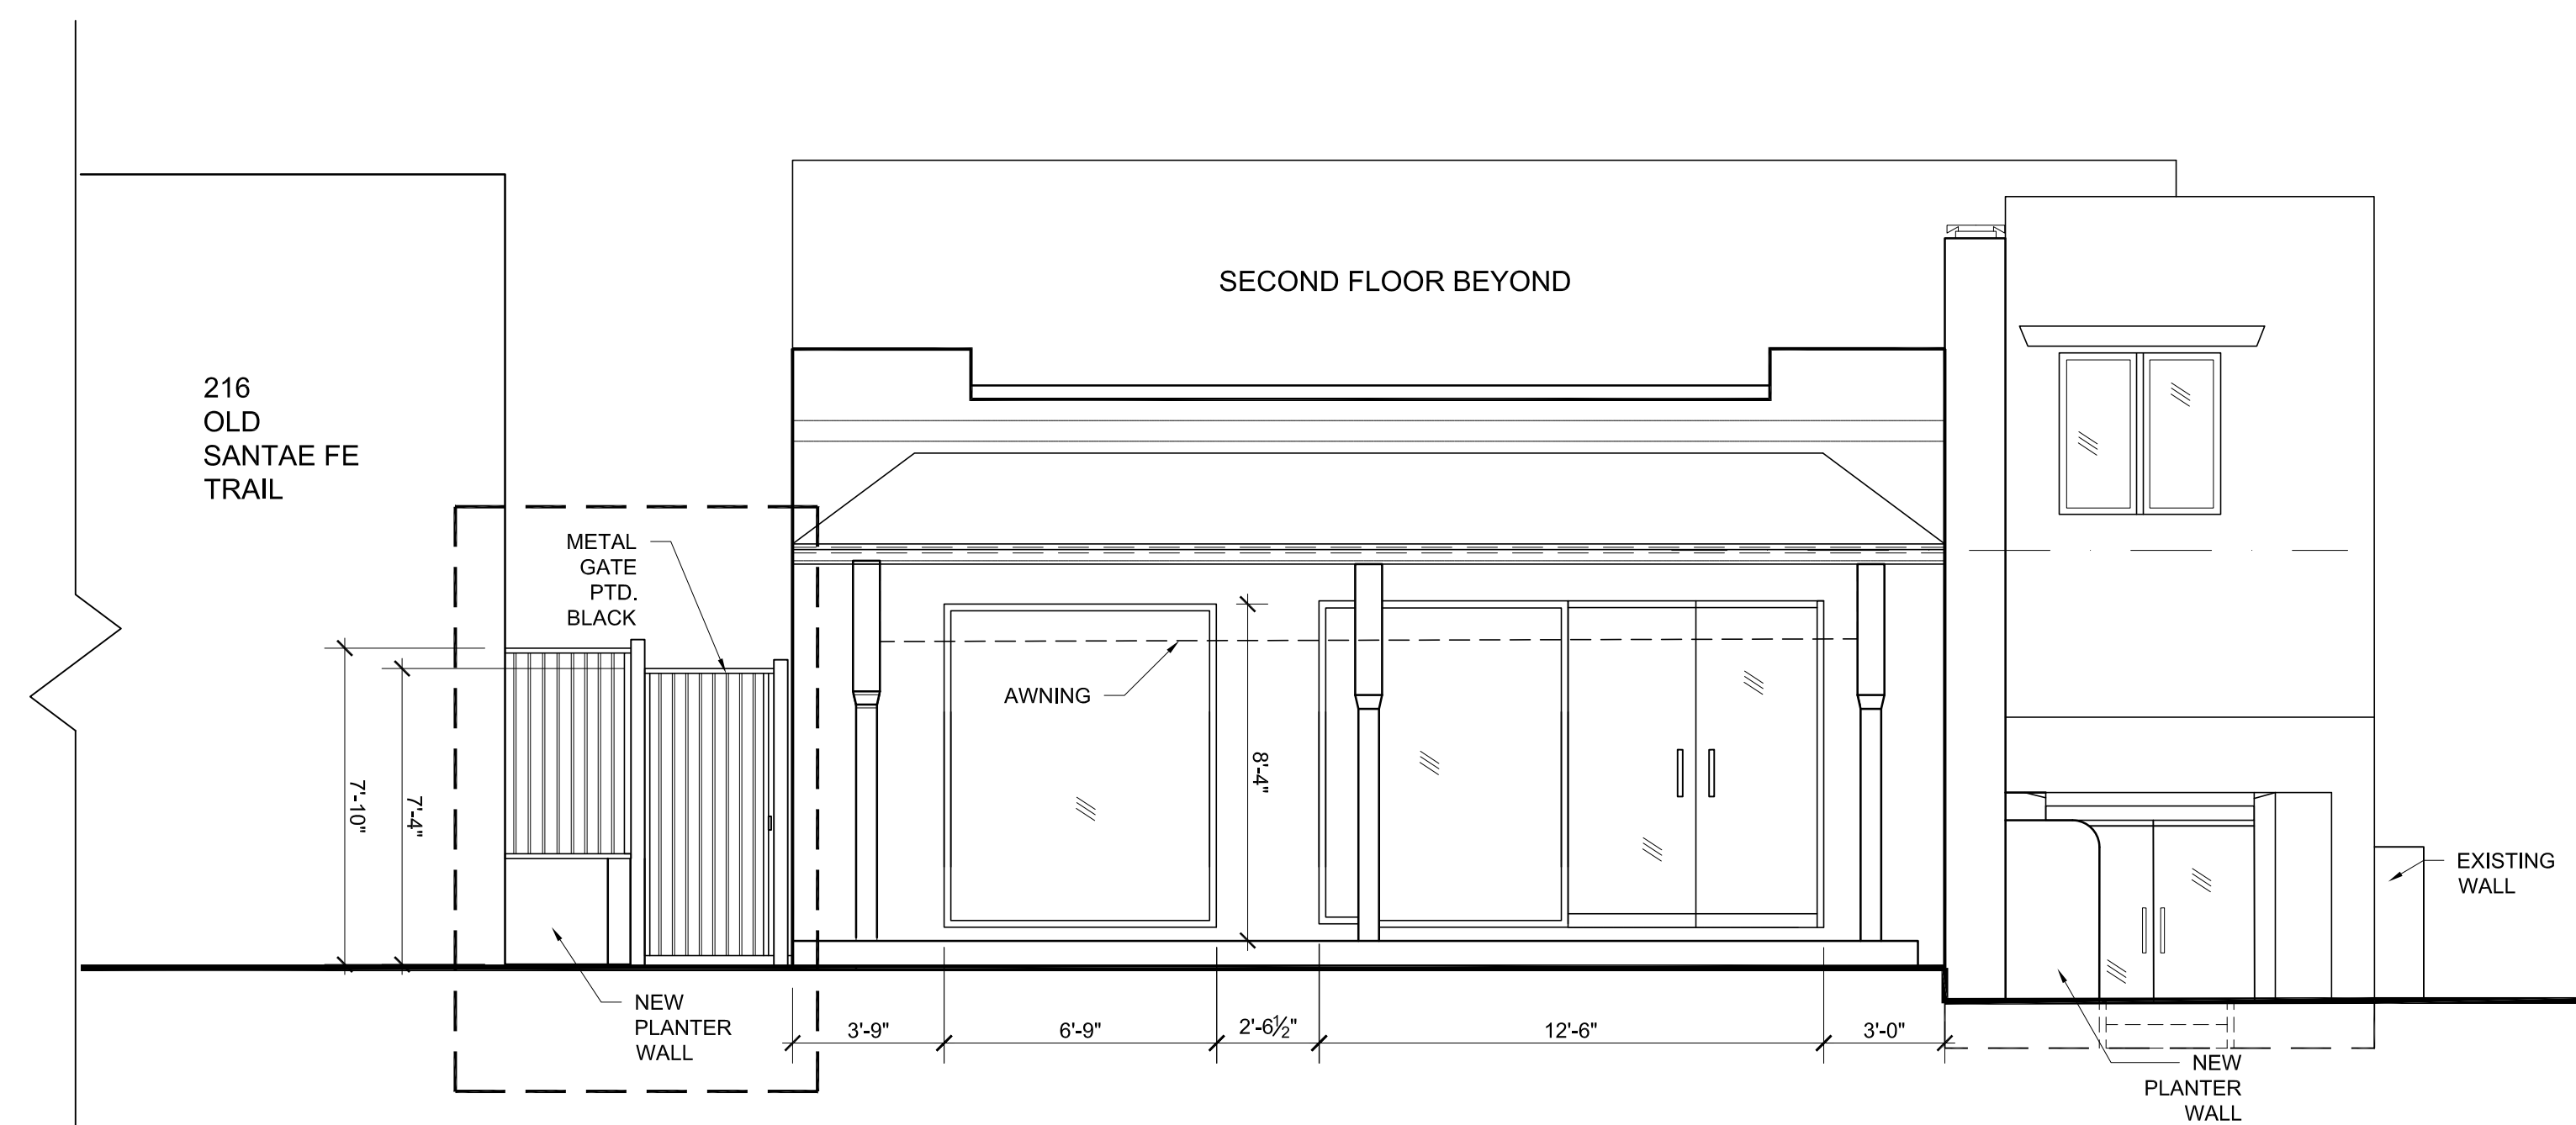 SECOND FLOOR BEYOND
216
OLD
SANTAE FE
TRAIL
METAL
GATE
PTD.
BLACK
AWNING
7'-10"
7'-4"
8'-4"
EXISTING
WALL
NEW
PLANTER
WALL
3'-9"
6'-9"
2'-6½"
12'-6"
3'-0"
NEW
PLANTER
WALL